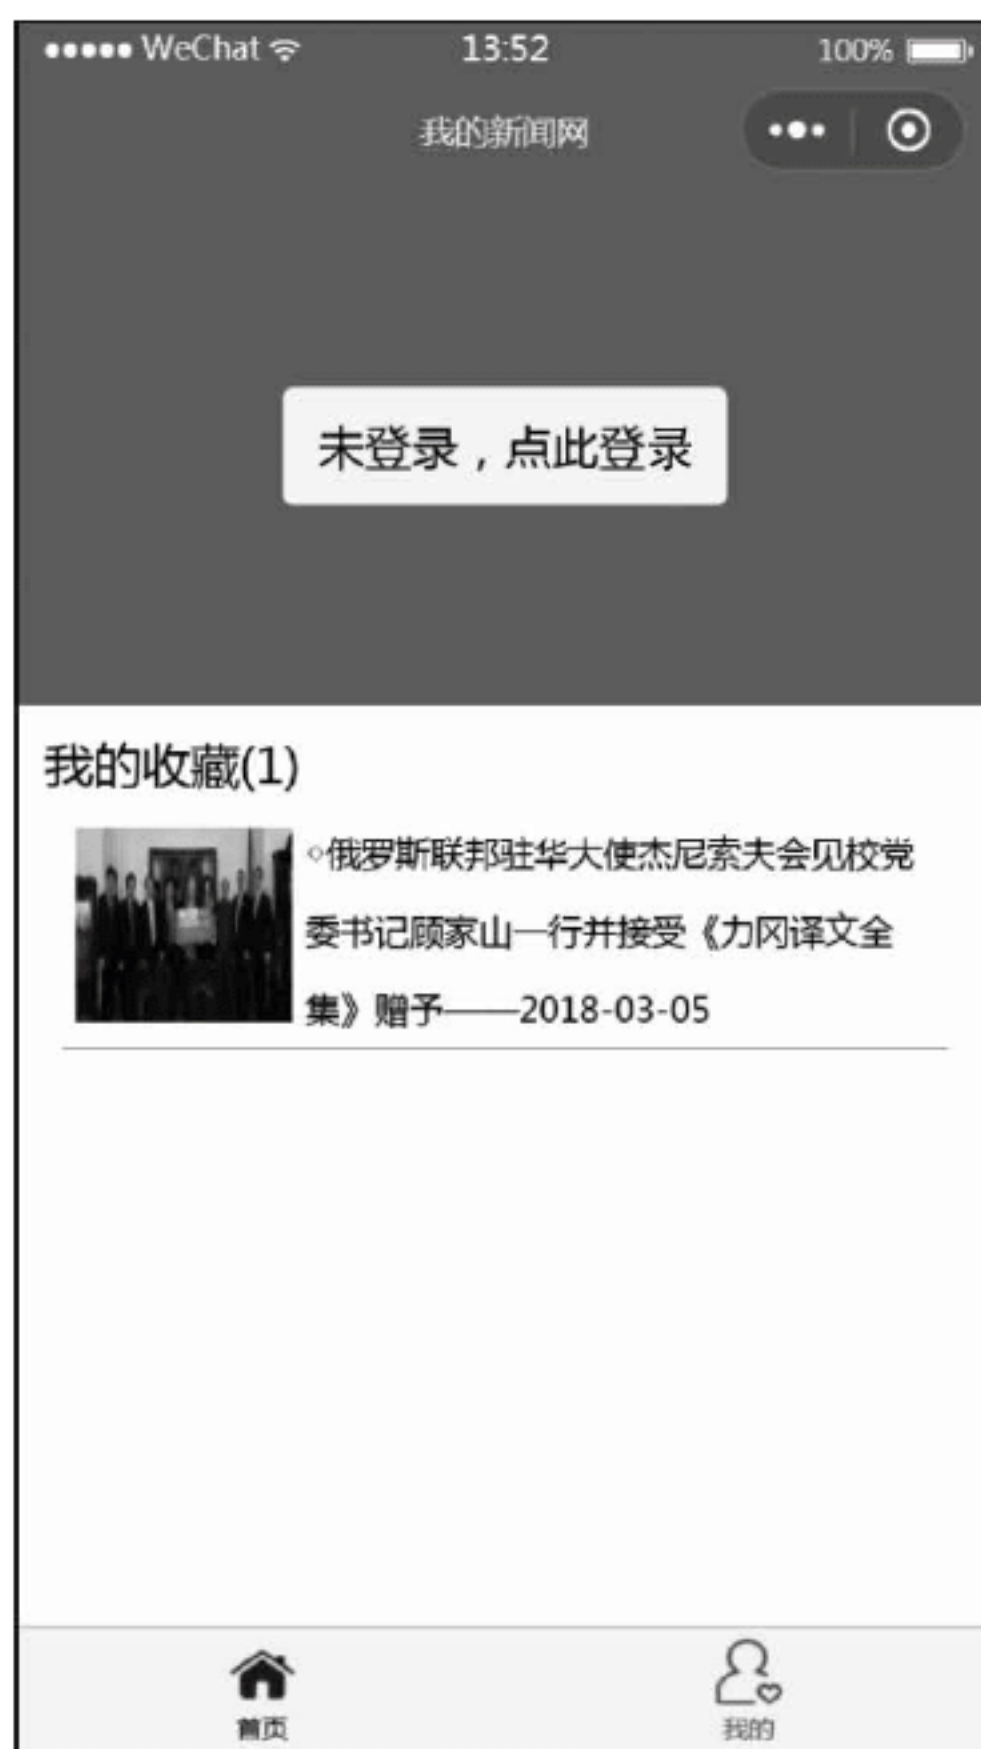 ●●●●● WeChat 13:52 100%
我的新闻网
未登录，点此登录
我的收藏(1)
○俄罗斯联邦驻华大使杰尼索夫会见校党
委书记顾家山一行并接受《力冈译文全
集》赠予——2018-03-05
首页 我的